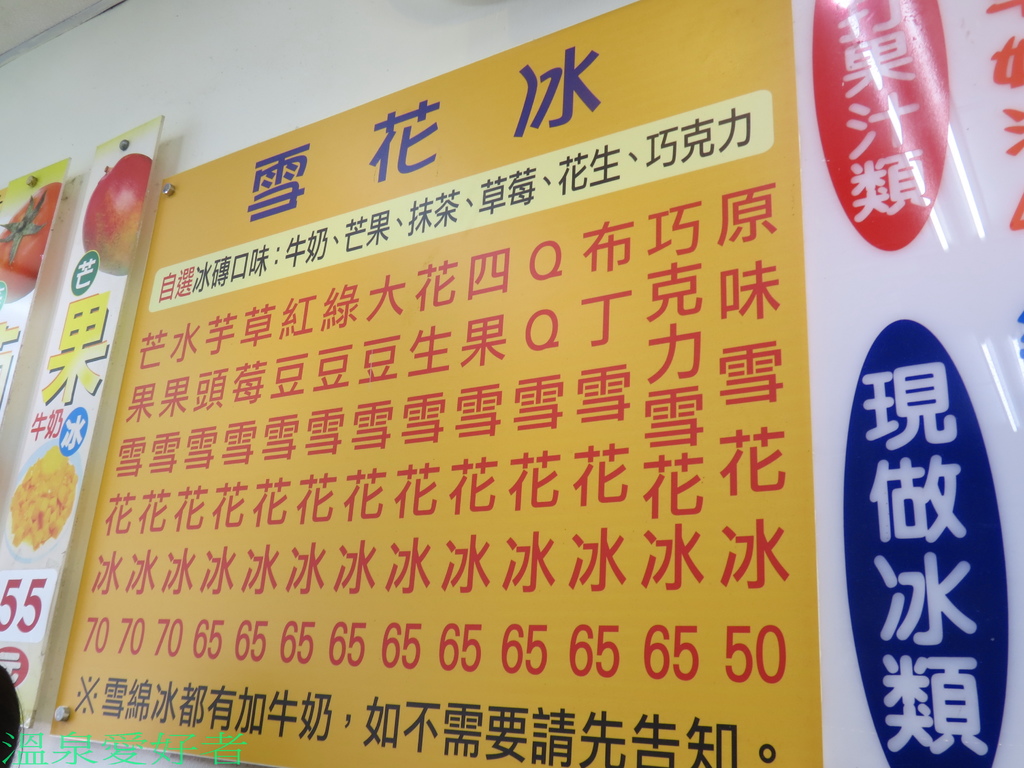 雪花冰
自選冰磚口味：牛奶、芒果、抹茶、草莓、花生、巧克力
原味雪花冰 50
巧克力雪花冰 65
布丁雪花冰 65
QQ雪花冰 65
四果雪花冰 65
花生雪花冰 65
大豆雪花冰 65
綠豆雪花冰 65
紅豆雪花冰 65
草莓雪花冰 65
芋頭雪花冰 70
水果雪花冰 70
芒果雪花冰 70
※雪綿冰都有加牛奶，如不需要請先告知。
芒果
牛奶冰
55
果汁類
現做冰類
溫泉愛好者